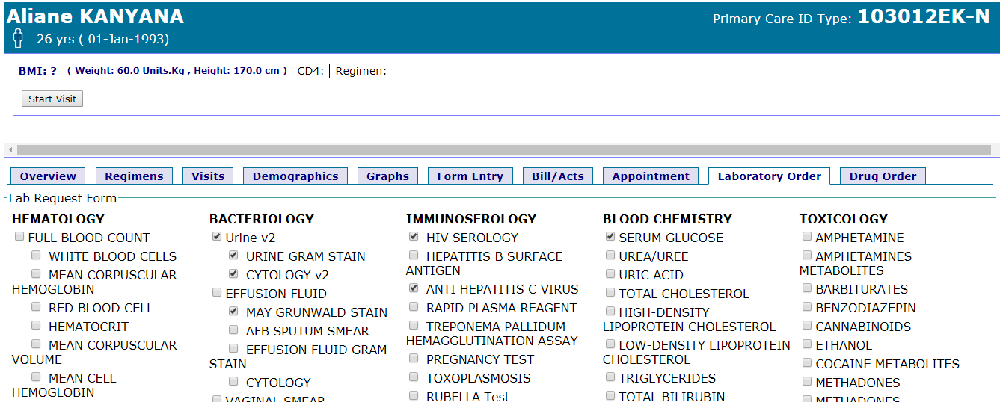 Aliane KANYANA
Primary Care ID Type: 103012EK-N
26 yrs ( 01-Jan-1993)
BMI: ? ( Weight: 60.0 Units.Kg , Height: 170.0 cm ) CD4: | Regimen:
Start Visit
Overview Regimens Visits Demographics Graphs Form Entry Bill/Acts Appointment Laboratory Order Drug Order
Lab Request Form
HEMATOLOGY
FULL BLOOD COUNT
WHITE BLOOD CELLS
MEAN CORPUSCULAR
HEMOGLOBIN
RED BLOOD CELL
HEMATOCRIT
MEAN CORPUSCULAR
VOLUME
MEAN CELL
HEMOGLOBIN
BACTERIOLOGY
Urine v2
URINE GRAM STAIN
CYTOLOGY v2
EFFUSION FLUID
MAY GRUNWALD STAIN
AFB SPUTUM SMEAR
EFFUSION FLUID GRAM
STAIN
CYTOLOGY
VAGINAL SMEAR
IMMUNOSEROLOGY
HIV SEROLOGY
HEPATITIS B SURFACE
ANTIGEN
ANTI HEPATITIS C VIRUS
RAPID PLASMA REAGENT
TREPONEMA PALLIDUM
HEMAGGLUTINATION ASSAY
PREGNANCY TEST
TOXOPLASMOSIS
RUBELLA Test
BLOOD CHEMISTRY
SERUM GLUCOSE
UREA/UREE
URIC ACID
TOTAL CHOLESTEROL
HIGH-DENSITY
LIPOPROTEIN CHOLESTEROL
LOW-DENSITY LIPOPROTEIN
CHOLESTEROL
TRIGLYCERIDES
TOTAL BILIRUBIN
TOXICOLOGY
AMPHETAMINE
AMPHETAMINES
METABOLITES
BARBITURATES
BENZODIAZEPIN
CANNABINOIDS
ETHANOL
COCAINE METABOLITES
METHADONES
METHADONES